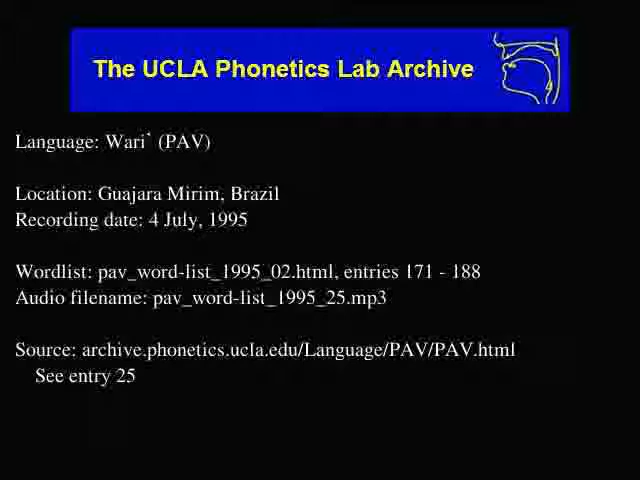 The UCLA Phonetics Lab Archive
Language: Wari` (PAV)
Location: Guajara Mirim, Brazil
Recording date: 4 July, 1995
Wordlist: pav_word-list_1995_02.html, entries 171 - 188
Audio filename: pav_word-list_1995_25.mp3
Source: archive.phonetics.ucla.edu/Language/PAV/PAV.html
See entry 25